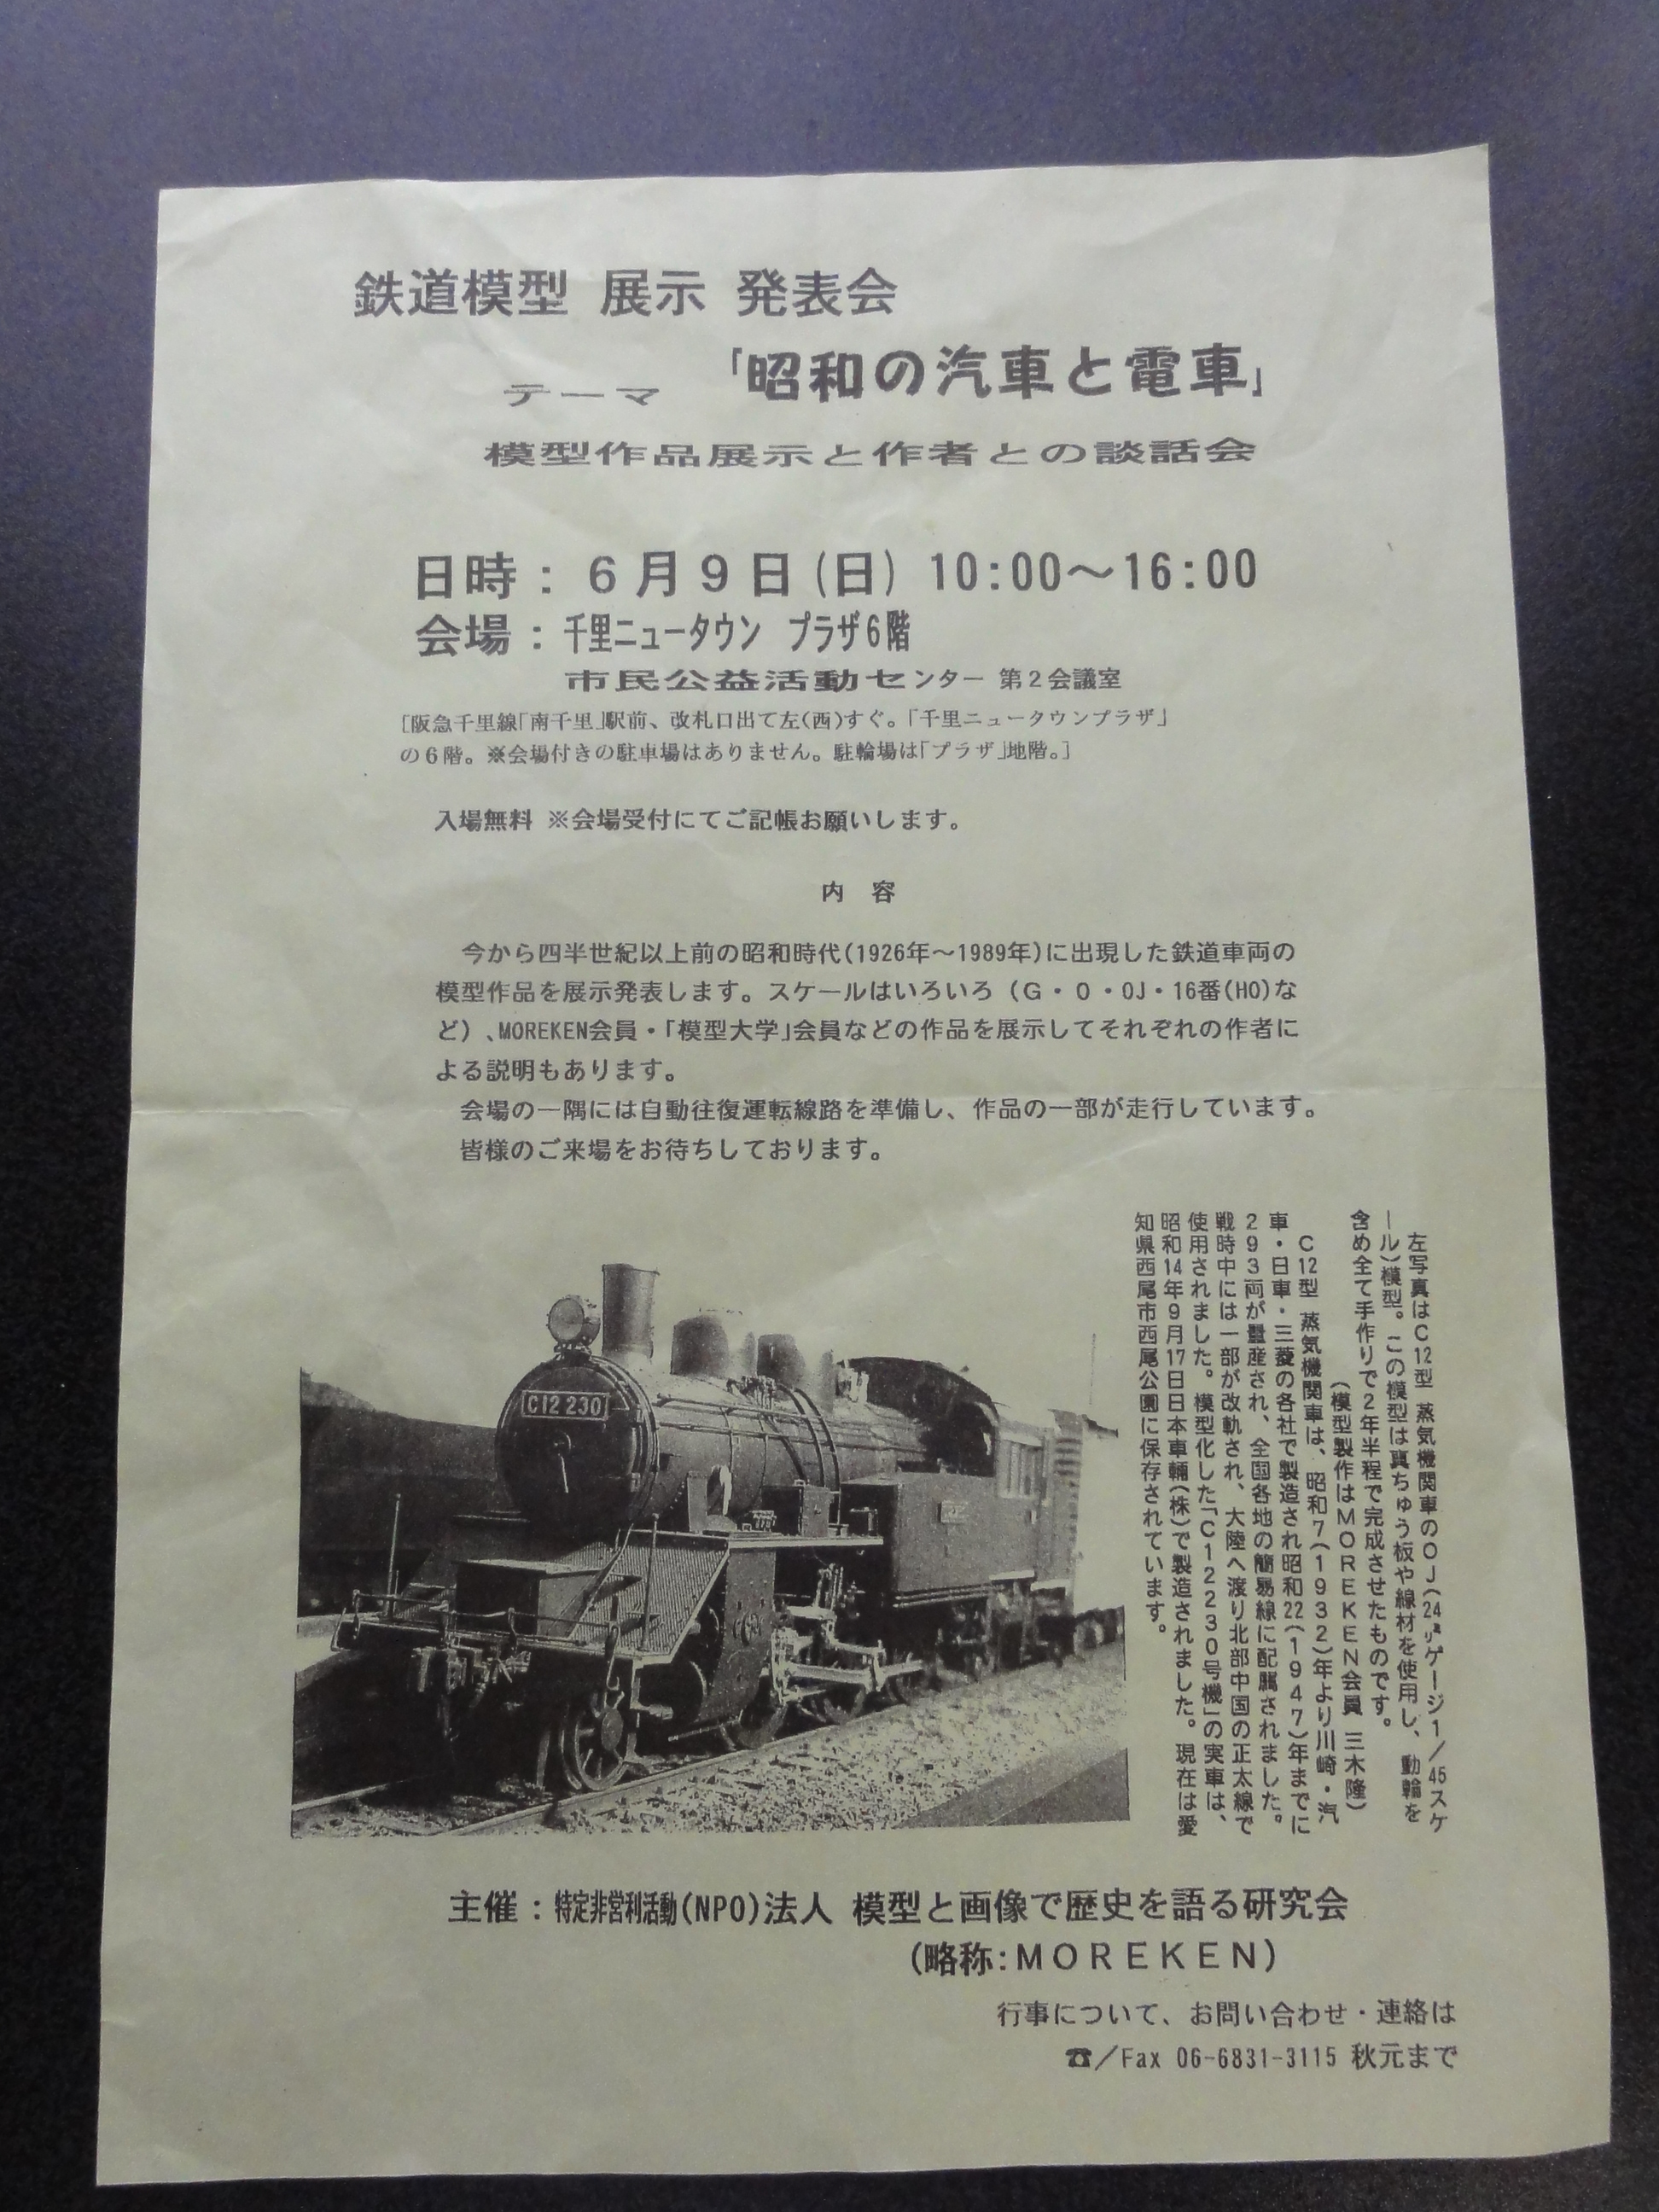 鉄道模型 展示 発表会
テーマ 「昭和の汽車と電車」
模型作品展示と作者との談話会
日時：６月９日(日) 10:00～16:00
会場：千里ニュータウン プラザ6階
市民公益活動センター 第2会議室
[阪急千里線「南千里」駅前、改札口出て左(西)すぐ。「千里ニュータウンプラザ」
の6階。※会場付きの駐車場はありません。駐輪場は「プラザ」地階。]
入場無料 ※会場受付にてご記帳お願いします。
内 容
今から四半世紀以上前の昭和時代(1926年～1989年)に出現した鉄道車両の
模型作品を展示発表します。スケールはいろいろ（G・O・OJ・16番(HO)な
ど）、MOREKEN会員・「模型大学」会員などの作品を展示してそれぞれの作者に
よる説明もあります。
会場の一隅には自動往復運転線路を準備し、作品の一部が走行しています。
皆様のご来場をお待ちしております。
左写真はＣ12型 蒸気機関車のＯＪ(24㍉ゲージ1／45スケ
ール)模型。この模型は真ちゅう板や線材を使用し、動輪を
含め全て手作りで２年半程で完成させたものです。
(模型製作はＭＯＲＥＫＥＮ会員 三木隆)
Ｃ12型 蒸気機関車は、昭和７(１９３２)年より川崎・汽
車・日車・三菱の各社で製造され昭和22(１９４７)年までに
２９３両が量産され、全国各地の簡易線に配属されました。
戦時中には一部が改軌され、大陸へ渡り北部中国の正太線で
使用されました。模型化した「Ｃ１２２３０号機」の実車は、
昭和14年９月17日日本車輛(株)で製造されました。現在は愛
知県西尾市西尾公園に保存されています。
C12 230
主催：特定非営利活動(NPO)法人 模型と画像で歴史を語る研究会
(略称:ＭＯＲＥＫＥＮ)
行事について、お問い合わせ・連絡は
☎／Fax 06-6831-3115 秋元まで